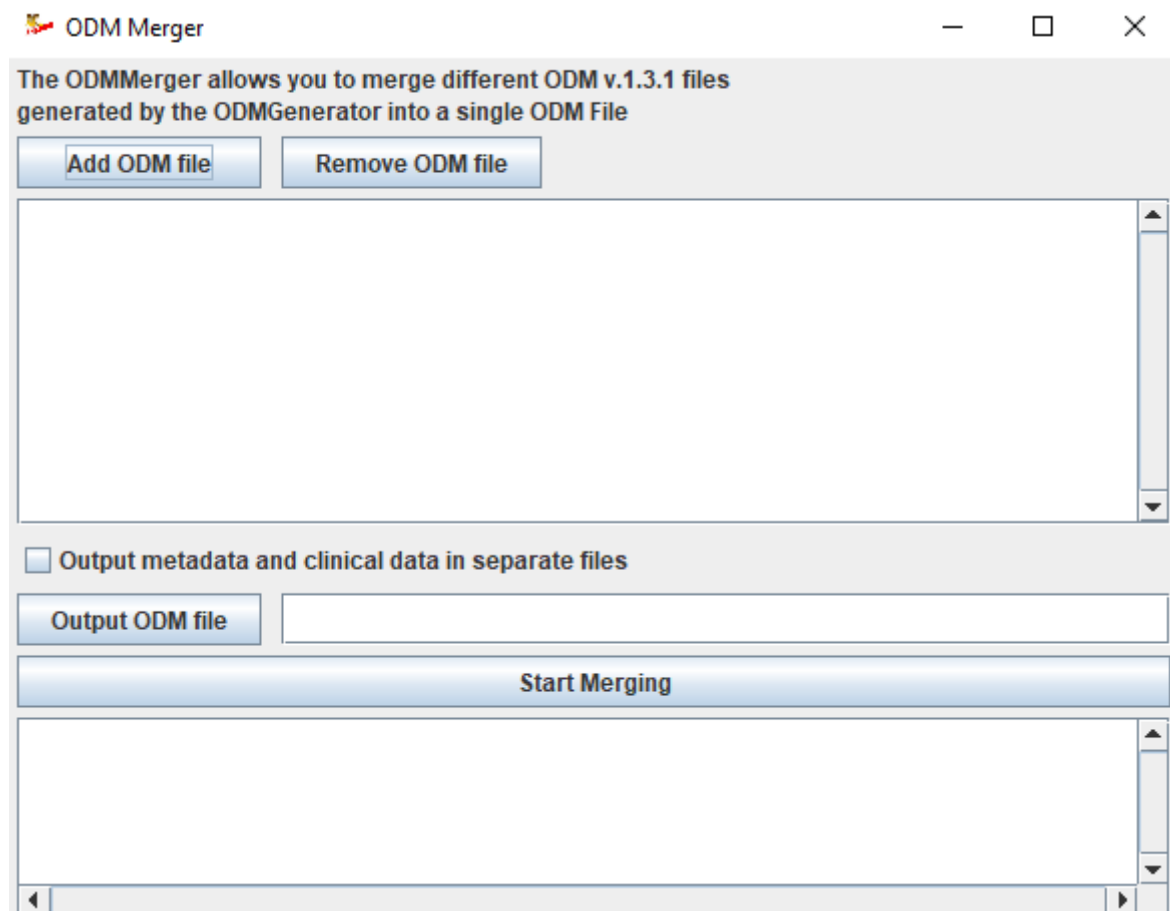 ODM Merger
The ODMMerger allows you to merge different ODM v.1.3.1 files
generated by the ODMGenerator into a single ODM File
Add ODM file
Remove ODM file
Output metadata and clinical data in separate files
Output ODM file
Start Merging